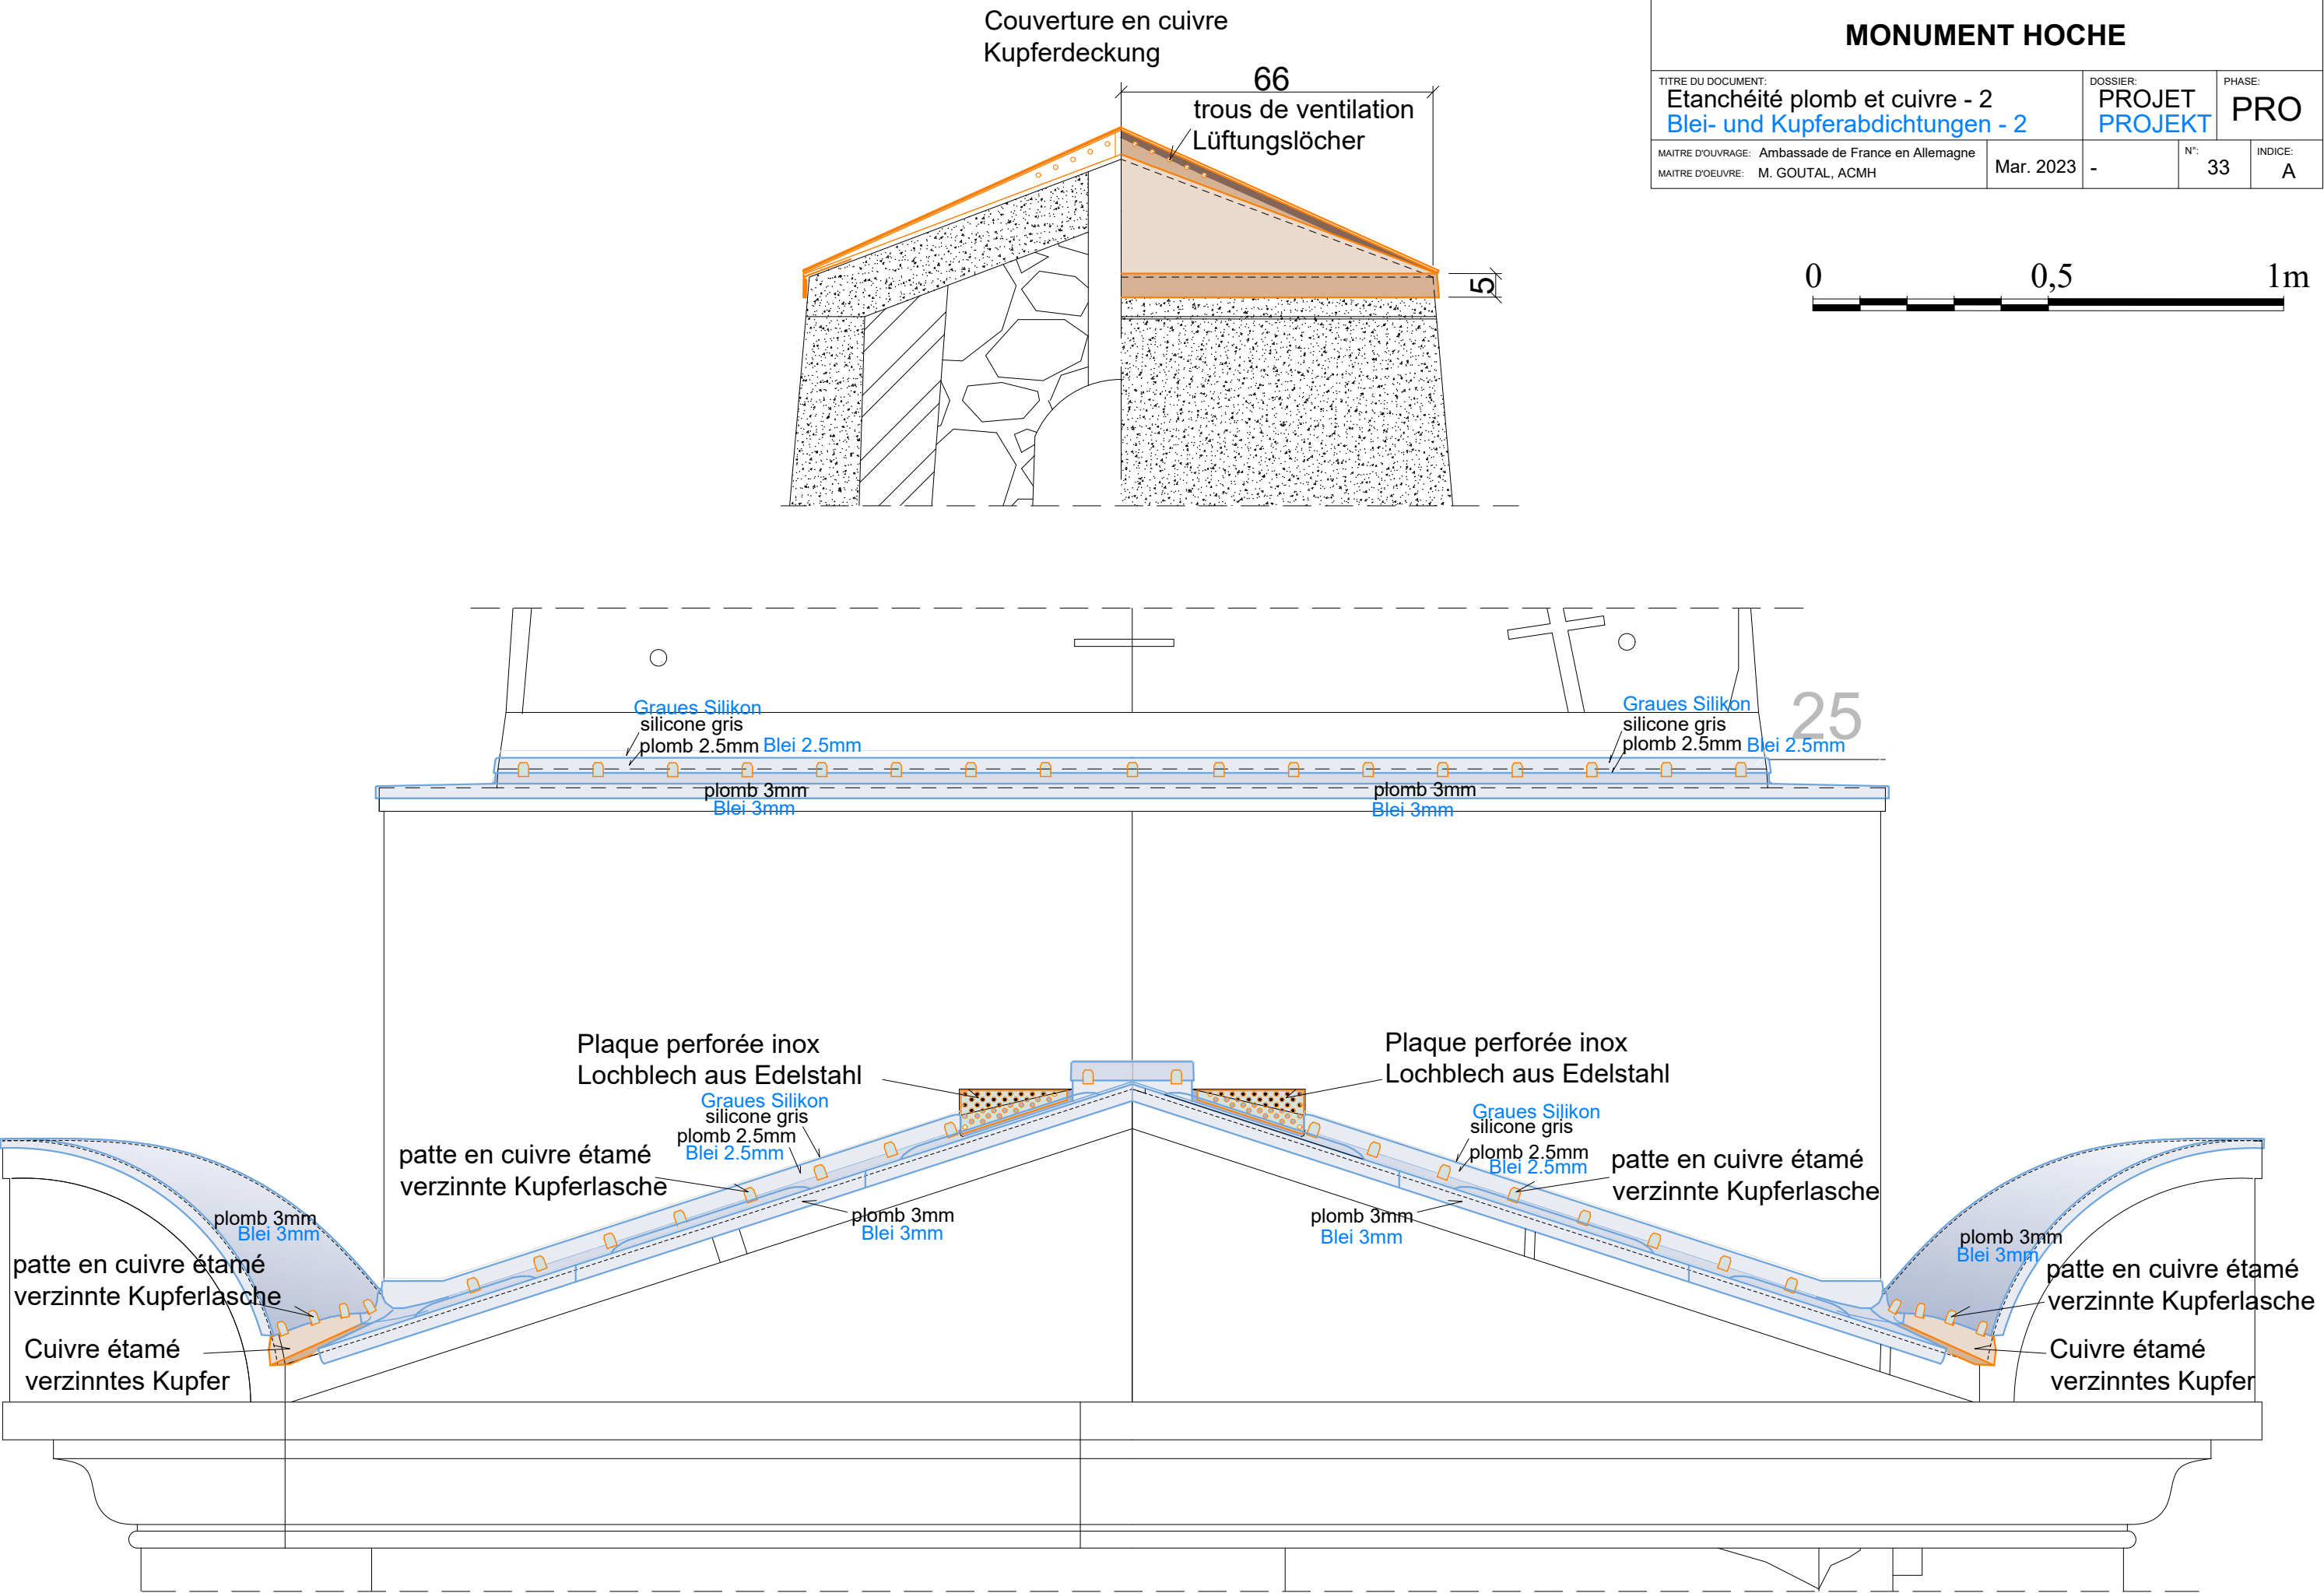 Couverture en cuivre
Kupferdeckung
66
trous de ventilation
Lüftungslöcher
5
MONUMENT HOCHE
TITRE DU DOCUMENT:
Etanchéité plomb et cuivre - 2
Blei- und Kupferabdichtungen - 2
DOSSIER:
PROJET
PROJEKT
PHASE:
PRO
MAITRE D'OUVRAGE: Ambassade de France en Allemagne
MAITRE D'OEUVRE: M. GOUTAL, ACMH
Mar. 2023
-
N°:
33
INDICE:
A
0 0,5 1m
Graues Silikon
silicone gris
plomb 2.5mm Blei 2.5mm
Graues Silikon
silicone gris
plomb 2.5mm Blei 2.5mm
25
plomb 3mm
Blei 3mm
plomb 3mm
Blei 3mm
Plaque perforée inox
Lochblech aus Edelstahl
Graues Silikon
silicone gris
plomb 2.5mm
Blei 2.5mm
patte en cuivre étamé
verzinnte Kupferlasche
plomb 3mm
Blei 3mm
Plaque perforée inox
Lochblech aus Edelstahl
Graues Silikon
silicone gris
plomb 2.5mm
Blei 2.5mm
patte en cuivre étamé
verzinnte Kupferlasche
plomb 3mm
Blei 3mm
plomb 3mm
Blei 3mm
patte en cuivre étamé
verzinnte Kupferlasche
Cuivre étamé
verzinntes Kupfer
plomb 3mm
Blei 3mm
patte en cuivre étamé
verzinnte Kupferlasche
Cuivre étamé
verzinntes Kupfer